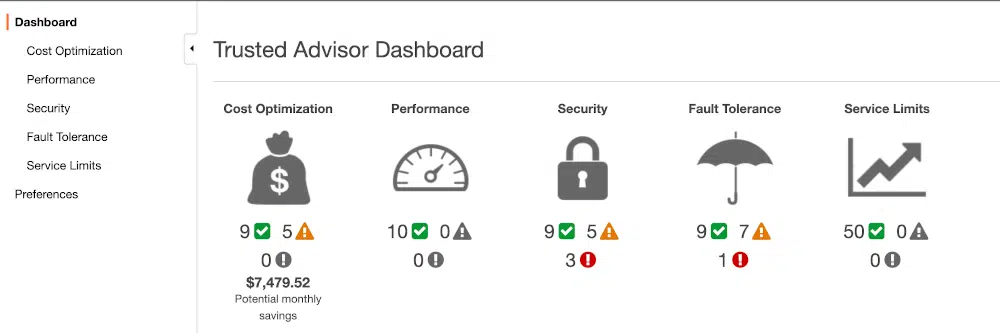 Dashboard
Cost Optimization
Performance
Security
Fault Tolerance
Service Limits
Preferences
Trusted Advisor Dashboard
Cost Optimization
$
9 5
0
$7,479.52
Potential monthly
savings
Performance
10 0
0
Security
9 5
3
Fault Tolerance
9 7
1
Service Limits
50 0
0